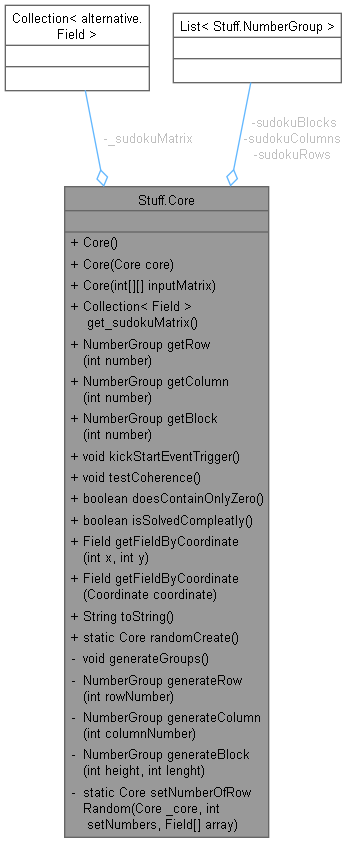 Collection< alternative.
Field >
List< Stuff.NumberGroup >
-_sudokuMatrix
-sudokuBlocks
-sudokuColumns
-sudokuRows
Stuff.Core
+ Core()
+ Core(Core core)
+ Core(int[][] inputMatrix)
+ Collection< Field >
get_sudokuMatrix()
+ NumberGroup getRow
(int number)
+ NumberGroup getColumn
(int number)
+ NumberGroup getBlock
(int number)
+ void kickStartEventTrigger()
+ void testCoherence()
+ boolean doesContainOnlyZero()
+ boolean isSolvedCompleatly()
+ Field getFieldByCoordinate
(int x, int y)
+ Field getFieldByCoordinate
(Coordinate coordinate)
+ String toString()
+ static Core randomCreate()
- void generateGroups()
- NumberGroup generateRow
(int rowNumber)
- NumberGroup generateColumn
(int columnNumber)
- NumberGroup generateBlock
(int height, int lenght)
- static Core setNumberOfRow
Random(Core _core, int
setNumbers, Field[] array)